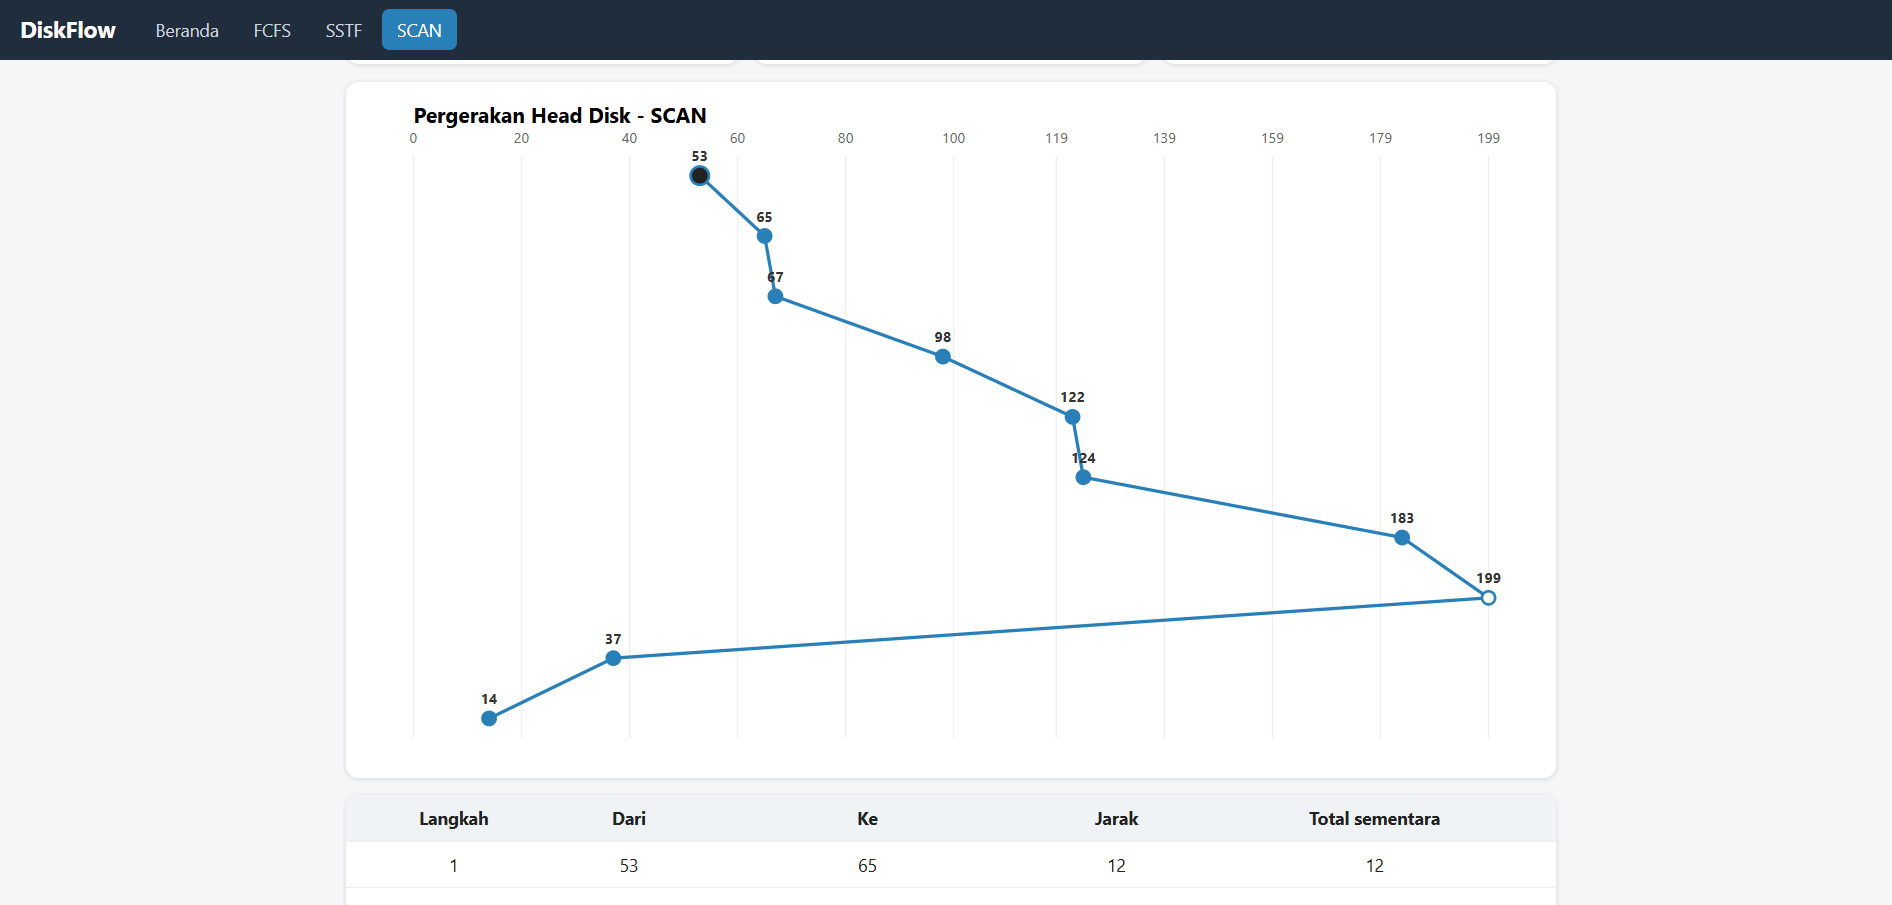 DiskFlow Beranda FCFS SSTF SCAN
Pergerakan Head Disk - SCAN
0 20 40 60 80 100 119 139 159 179 199
53
65
67
98
122
124
183
199
37
14
Langkah Dari Ke Jarak Total sementara
1 53 65 12 12